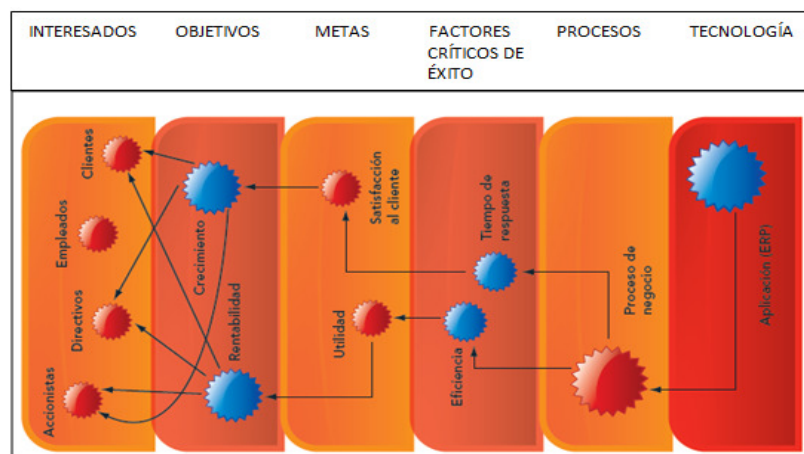 INTERESADOS
OBJETIVOS
METAS
FACTORES
CRÍTICOS DE
ÉXITO
PROCESOS
TECNOLOGÍA
Clientes
Empleados
Directivos
Accionistas
Crecimiento
Rentabilidad
Satisfacción
al cliente
Utilidad
Tiempo de
respuesta
Eficiencia
Proceso de
negocio
Aplicación (ERP)